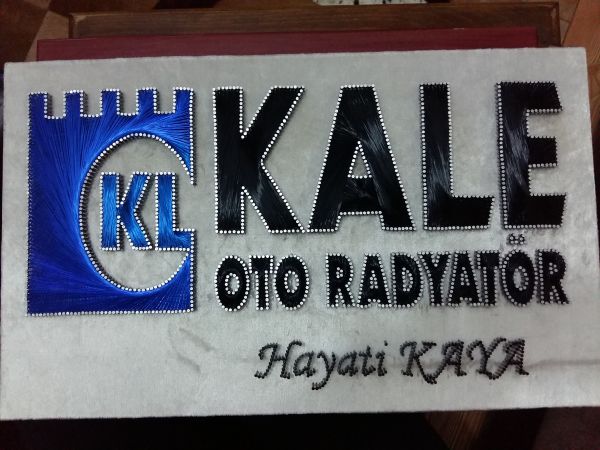 KL
KALE
OTO RADYATÖR
Hayati KAYA